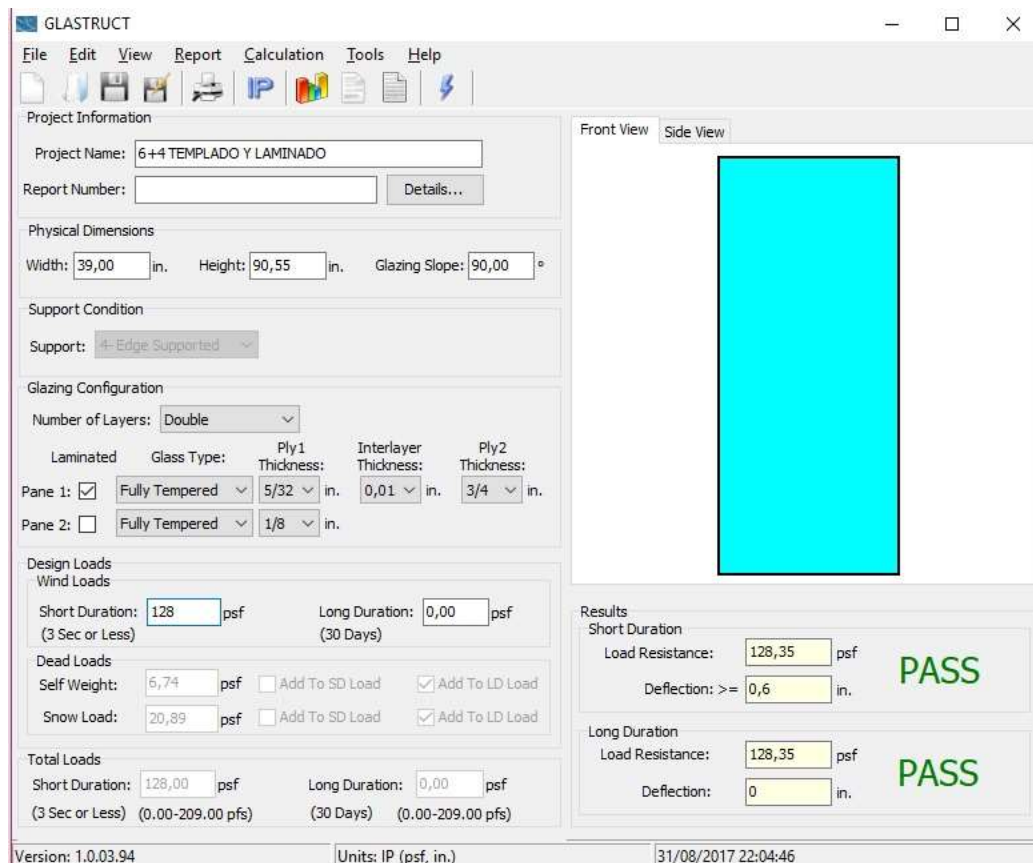 GLASTRUCT
File Edit View Report Calculation Tools Help
IP
Project Information
Project Name: 6+4 TEMPLADO Y LAMINADO
Report Number: Details...
Physical Dimensions
Width: 39,00 in. Height: 90,55 in. Glazing Slope: 90,00 °
Support Condition
Support: 4- Edge Supported
Glazing Configuration
Number of Layers: Double
Laminated Glass Type: Ply1 Thickness: Interlayer Thickness: Ply2 Thickness:
Pane 1: Fully Tempered 5/32 in. 0,01 in. 3/4 in.
Pane 2: Fully Tempered 1/8 in.
Design Loads
Wind Loads
Short Duration: 128 psf Long Duration: 0,00 psf
(3 Sec or Less) (30 Days)
Dead Loads
Self Weight: 6,74 psf Add To SD Load Add To LD Load
Snow Load: 20,89 psf Add To SD Load Add To LD Load
Total Loads
Short Duration: 128,00 psf Long Duration: 0,00 psf
(3 Sec or Less) (0.00-209.00 pfs) (30 Days) (0.00-209.00 pfs)
Front View Side View
Results
Short Duration
Load Resistance: 128,35 psf
PASS
Deflection: >= 0,6 in.
Long Duration
Load Resistance: 128,35 psf
PASS
Deflection: 0 in.
Version: 1.0.03.94 Units: IP (psf, in.) 31/08/2017 22:04:46